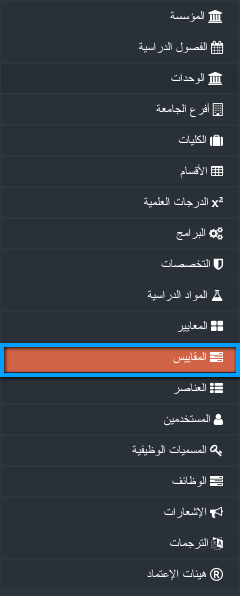 المؤسسة
الفصول الدراسية
الوحدات
أفرع الجامعة
الكليات
الأقسام
x² الدرجات العلمية
البرامج
التخصصات
المواد الدراسية
المعايير
المقاييس
العناصر
المستخدمين
المسميات الوظيفية
الوظائف
الإشعارات
الترجمات
هيئات الإعتماد